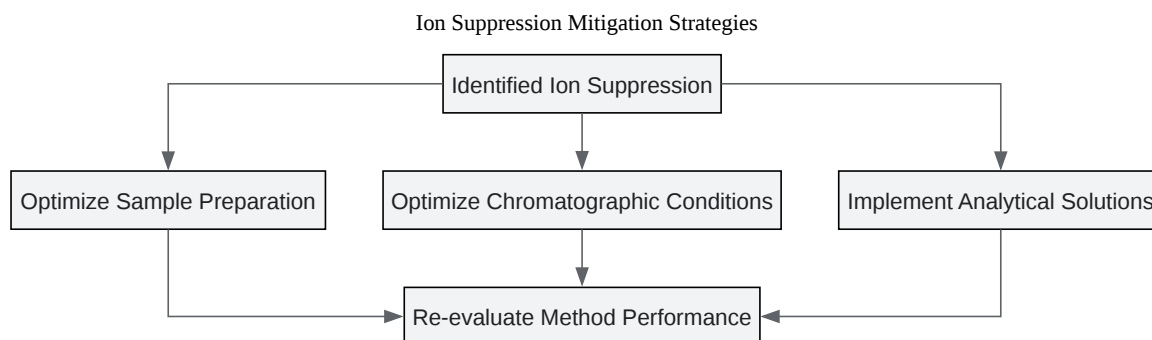 Ion Suppression Mitigation Strategies
Identified Ion Suppression
Optimize Sample Preparation
Optimize Chromatographic Conditions
Implement Analytical Solutions
Re-evaluate Method Performance